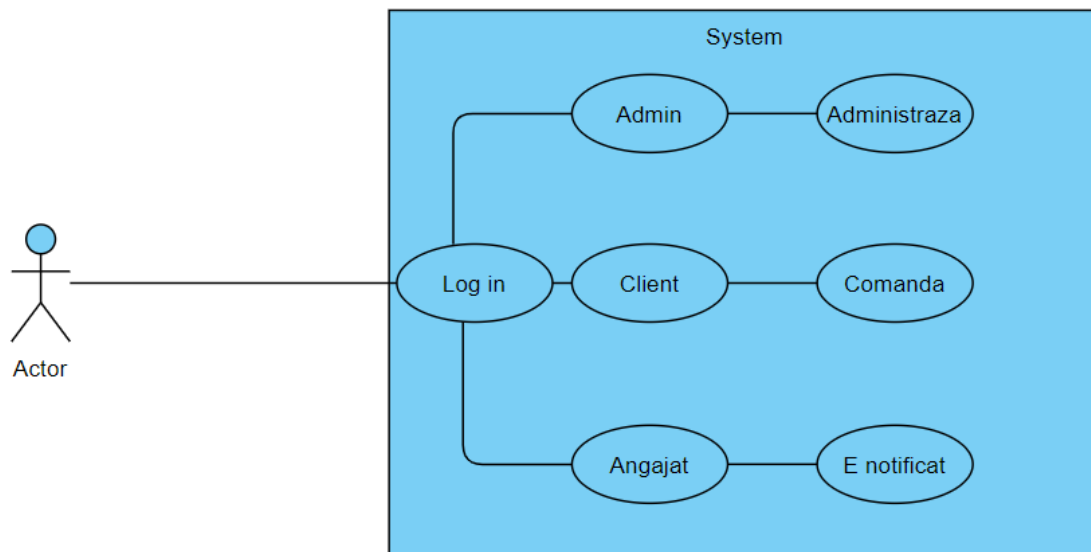 System
Admin
Administraza
Log in
Client
Comanda
Actor
Angajat
E notificat